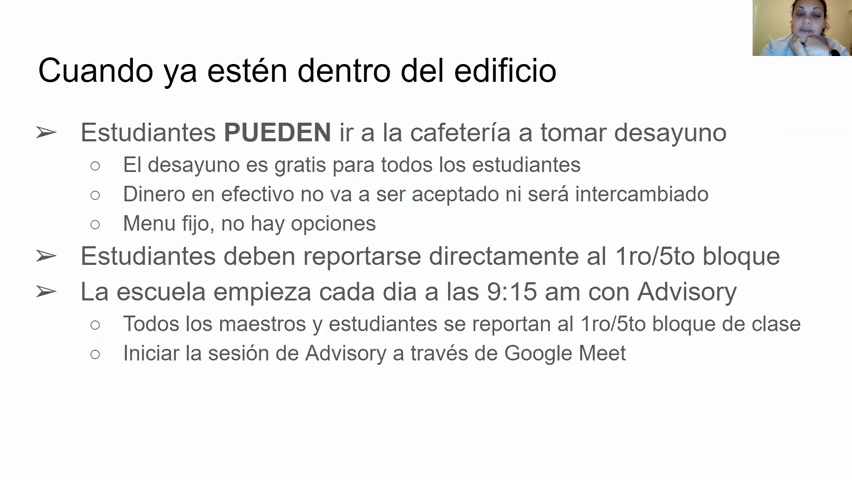 Cuando ya estén dentro del edificio
➢ Estudiantes PUEDEN ir a la cafetería a tomar desayuno
○ El desayuno es gratis para todos los estudiantes
○ Dinero en efectivo no va a ser aceptado ni será intercambiado
○ Menu fijo, no hay opciones
➢ Estudiantes deben reportarse directamente al 1ro/5to bloque
➢ La escuela empieza cada dia a las 9:15 am con Advisory
○ Todos los maestros y estudiantes se reportan al 1ro/5to bloque de clase
○ Iniciar la sesión de Advisory a través de Google Meet